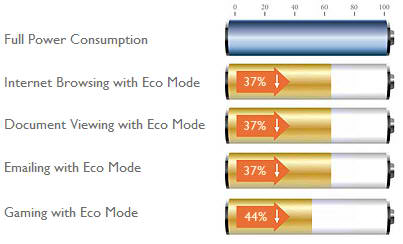 0 20 40 60 80 100
Full Power Consumption
Internet Browsing with Eco Mode
37%
Document Viewing with Eco Mode
37%
Emailing with Eco Mode
37%
Gaming with Eco Mode
44%